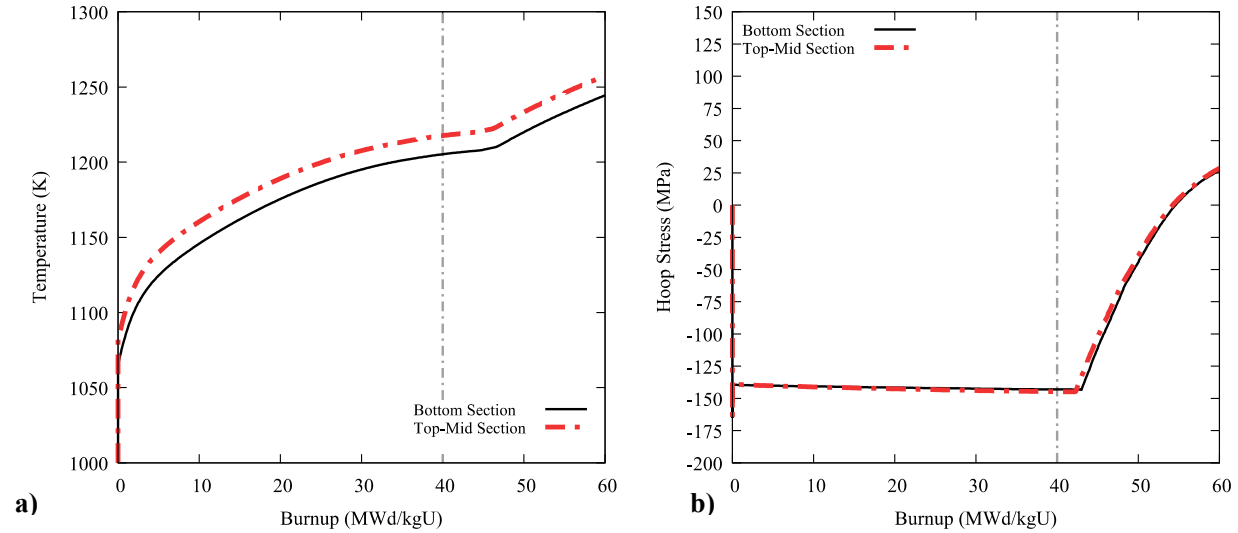 1300
1250
1200
1150
1100
1050
1000
Temperature (K)
Bottom Section
Top-Mid Section
0 10 20 30 40 50 60
Burnup (MWd/kgU)
a)
150
125
100
75
50
25
0
-25
-50
-75
-100
-125
-150
-175
-200
Hoop Stress (MPa)
Bottom Section
Top-Mid Section
0 10 20 30 40 50 60
Burnup (MWd/kgU)
b)